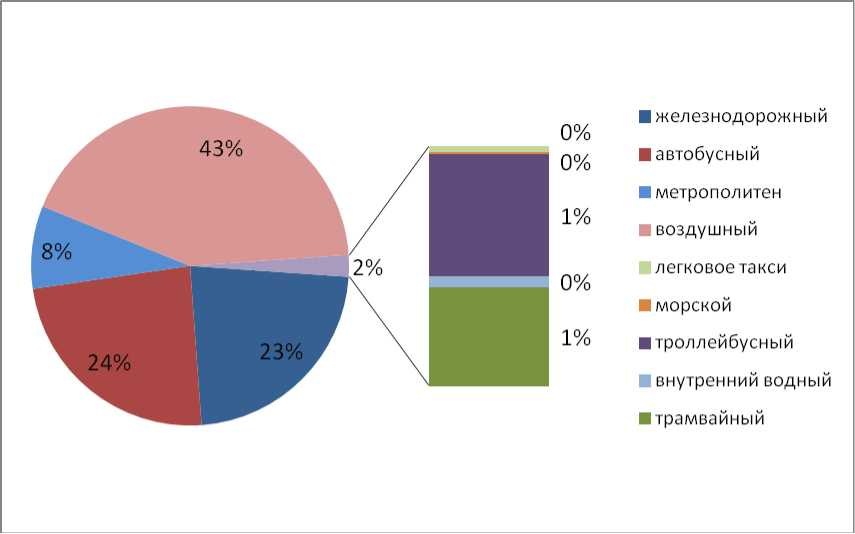 43%
8%
2%
24%
23%
0%
0%
1%
0%
1%
железнодорожный
автобусный
метрополитен
воздушный
легковое такси
морской
троллейбусный
внутренний водный
трамвайный